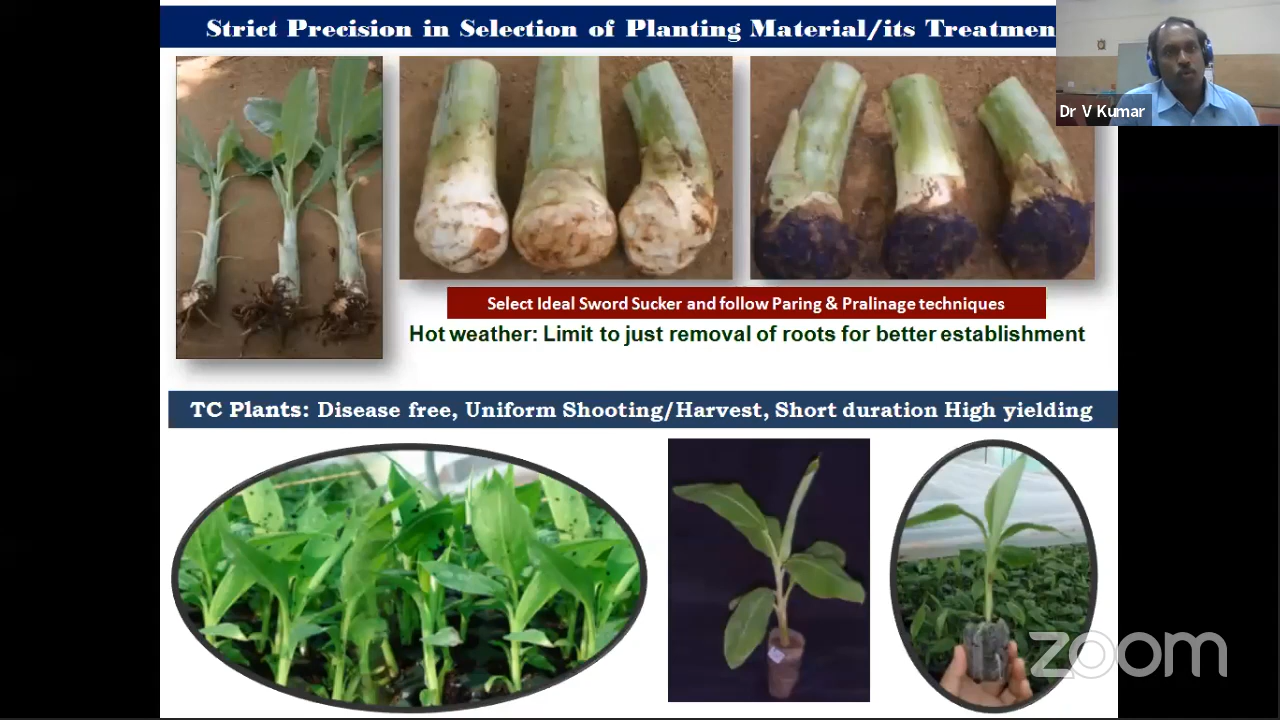 Strict Precision in Selection of Planting Material/its Treatmen
Dr V Kumar
Select Ideal Sword Sucker and follow Paring & Pralinage techniques
Hot weather: Limit to just removal of roots for better establishment
TC Plants: Disease free, Uniform Shooting/Harvest, Short duration High yielding
zoom